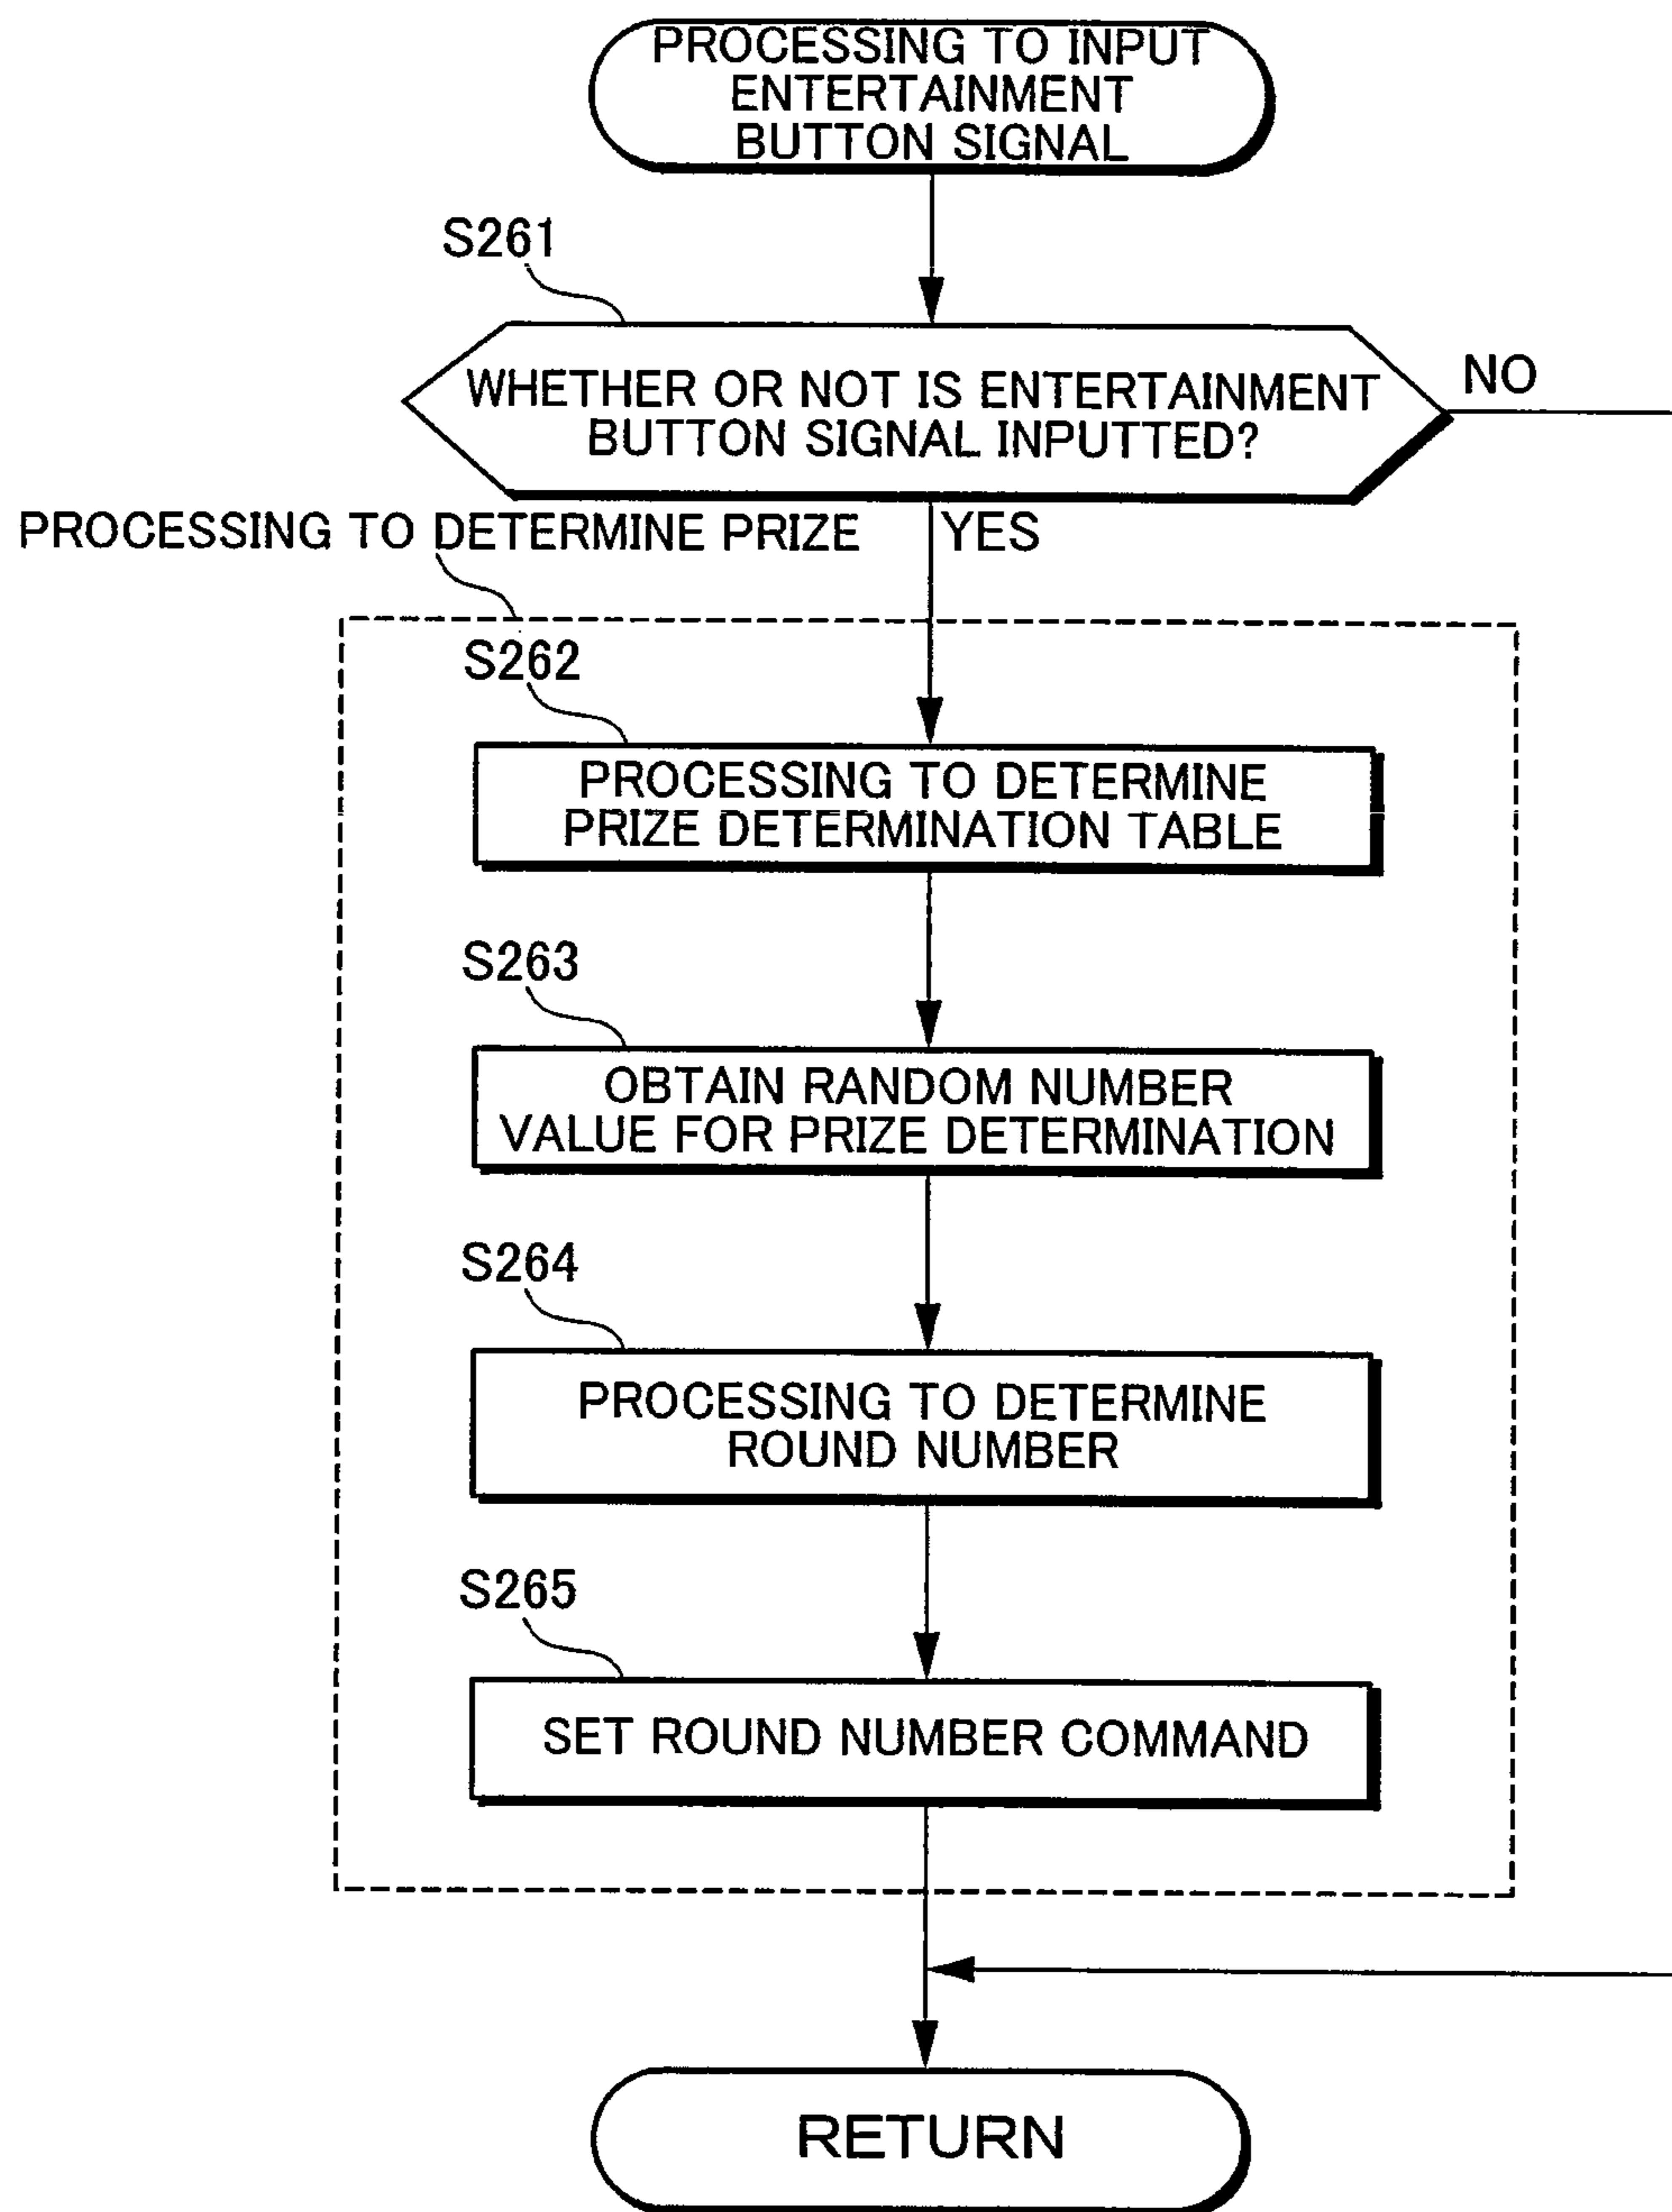 PROCESSING TO INPUT
ENTERTAINMENT
BUTTON SIGNAL
S261
WHETHER OR NOT IS ENTERTAINMENT
BUTTON SIGNAL INPUTTED?
NO
PROCESSING TO DETERMINE PRIZE
YES
S262
PROCESSING TO DETERMINE
PRIZE DETERMINATION TABLE
S263
OBTAIN RANDOM NUMBER
VALUE FOR PRIZE DETERMINATION
S264
PROCESSING TO DETERMINE
ROUND NUMBER
S265
SET ROUND NUMBER COMMAND
RETURN